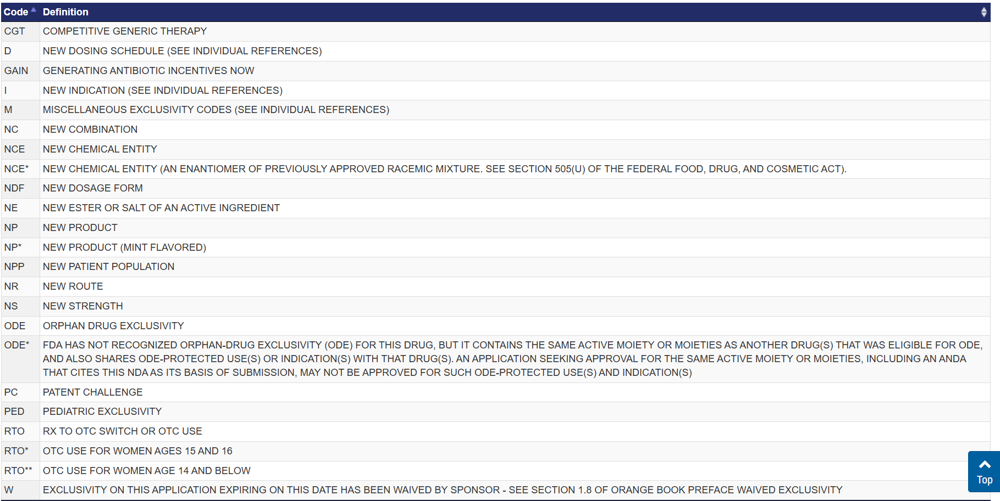 Code Definition
CGT COMPETITIVE GENERIC THERAPY
D NEW DOSING SCHEDULE (SEE INDIVIDUAL REFERENCES)
GAIN GENERATING ANTIBIOTIC INCENTIVES NOW
I NEW INDICATION (SEE INDIVIDUAL REFERENCES)
M MISCELLANEOUS EXCLUSIVITY CODES (SEE INDIVIDUAL REFERENCES)
NC NEW COMBINATION
NCE NEW CHEMICAL ENTITY
NCE* NEW CHEMICAL ENTITY (AN ENANTIOMER OF PREVIOUSLY APPROVED RACEMIC MIXTURE. SEE SECTION 505(U) OF THE FEDERAL FOOD, DRUG, AND COSMETIC ACT).
NDF NEW DOSAGE FORM
NE NEW ESTER OR SALT OF AN ACTIVE INGREDIENT
NP NEW PRODUCT
NP* NEW PRODUCT (MINT FLAVORED)
NPP NEW PATIENT POPULATION
NR NEW ROUTE
NS NEW STRENGTH
ODE ORPHAN DRUG EXCLUSIVITY
ODE* FDA HAS NOT RECOGNIZED ORPHAN-DRUG EXCLUSIVITY (ODE) FOR THIS DRUG, BUT IT CONTAINS THE SAME ACTIVE MOIETY OR MOIETIES AS ANOTHER DRUG(S) THAT WAS ELIGIBLE FOR ODE,
AND ALSO SHARES ODE-PROTECTED USE(S) OR INDICATION(S) WITH THAT DRUG(S). AN APPLICATION SEEKING APPROVAL FOR THE SAME ACTIVE MOIETY OR MOIETIES, INCLUDING AN ANDA
THAT CITES THIS NDA AS ITS BASIS OF SUBMISSION, MAY NOT BE APPROVED FOR SUCH ODE-PROTECTED USE(S) AND INDICATION(S)
PC PATENT CHALLENGE
PED PEDIATRIC EXCLUSIVITY
RTO RX TO OTC SWITCH OR OTC USE
RTO* OTC USE FOR WOMEN AGES 15 AND 16
RTO** OTC USE FOR WOMEN AGE 14 AND BELOW
W EXCLUSIVITY ON THIS APPLICATION EXPIRING ON THIS DATE HAS BEEN WAIVED BY SPONSOR - SEE SECTION 1.8 OF ORANGE BOOK PREFACE WAIVED EXCLUSIVITY
Top